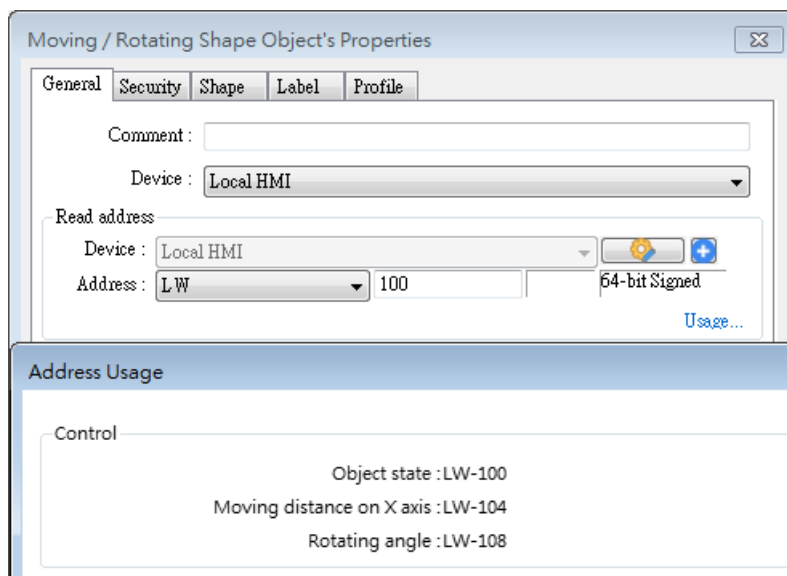 Moving / Rotating Shape Object's Properties
General Security Shape Label Profile
Comment :
Device : Local HMI
Read address
Device : Local HMI
Address : LW 100 64-bit Signed
Usage...
Address Usage
Control
Object state :LW-100
Moving distance on X axis :LW-104
Rotating angle :LW-108